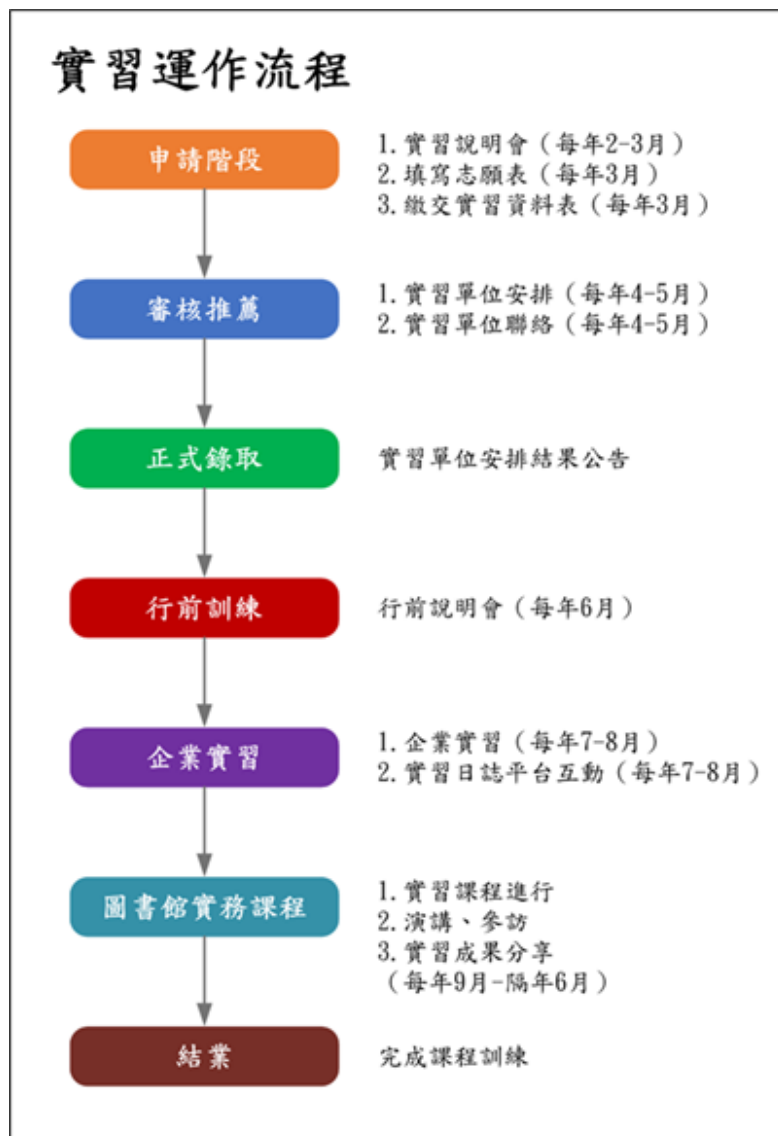 實習運作流程
申請階段
1.實習說明會（每年2-3月）
2.填寫志願表（每年3月）
3.繳交實習資料表（每年3月）
審核推薦
1.實習單位安排（每年4-5月）
2.實習單位聯絡（每年4-5月）
正式錄取
實習單位安排結果公告
行前訓練
行前說明會（每年6月）
企業實習
1.企業實習（每年7-8月）
2.實習日誌平台互動（每年7-8月）
圖書館實務課程
1.實習課程進行
2.演講、參訪
3.實習成果分享
（每年9月-隔年6月）
結業
完成課程訓練